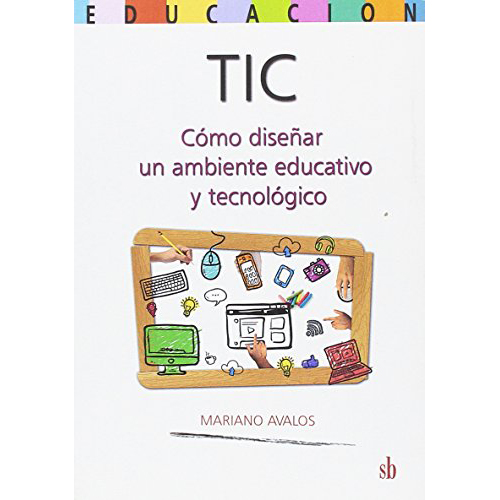 EDUCACION
TIC
Cómo diseñar
un ambiente educativo
y tecnológico
MARIANO AVALOS
sb